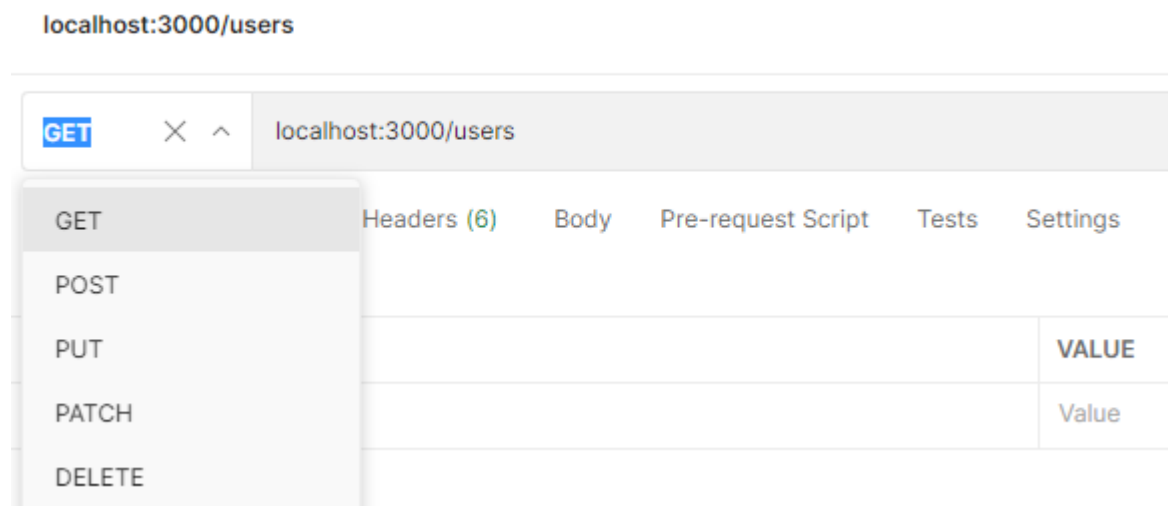 localhost:3000/users
GET localhost:3000/users
GET Headers (6) Body Pre-request Script Tests Settings
POST
PUT VALUE
PATCH Value
DELETE